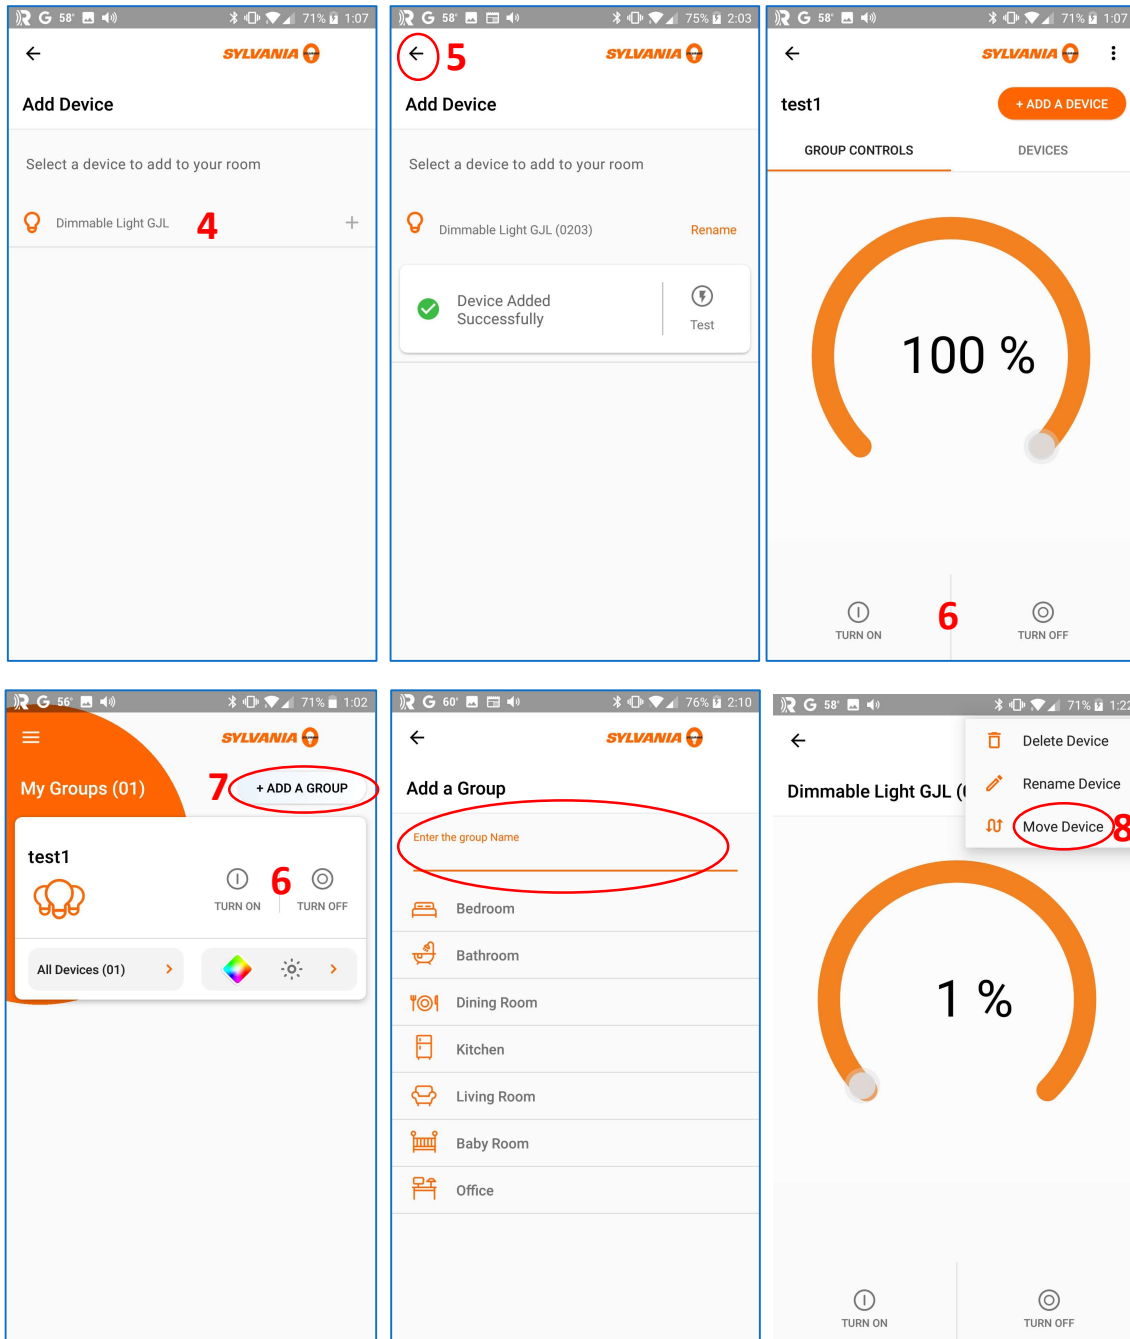 G 58° 71% 1:07
SYLVANIA
Add Device
Select a device to add to your room
Dimmable Light GJL 4 +
G 58° 75% 2:03
5 SYLVANIA
Add Device
Select a device to add to your room
Dimmable Light GJL (0203) Rename
Device Added
Successfully
Test
G 58° 71% 1:07
SYLVANIA
test1 + ADD A DEVICE
GROUP CONTROLS DEVICES
100 %
6
TURN ON TURN OFF
G 56° 71% 1:02
SYLVANIA
My Groups (01) 7 + ADD A GROUP
test1
6
TURN ON TURN OFF
All Devices (01) >
G 60° 76% 2:10
SYLVANIA
Add a Group
Enter the group Name
Bedroom
Bathroom
Dining Room
Kitchen
Living Room
Baby Room
Office
G 58° 71% 1:22
Delete Device
Dimmable Light GJL (
Rename Device
Move Device 8
1 %
TURN ON TURN OFF